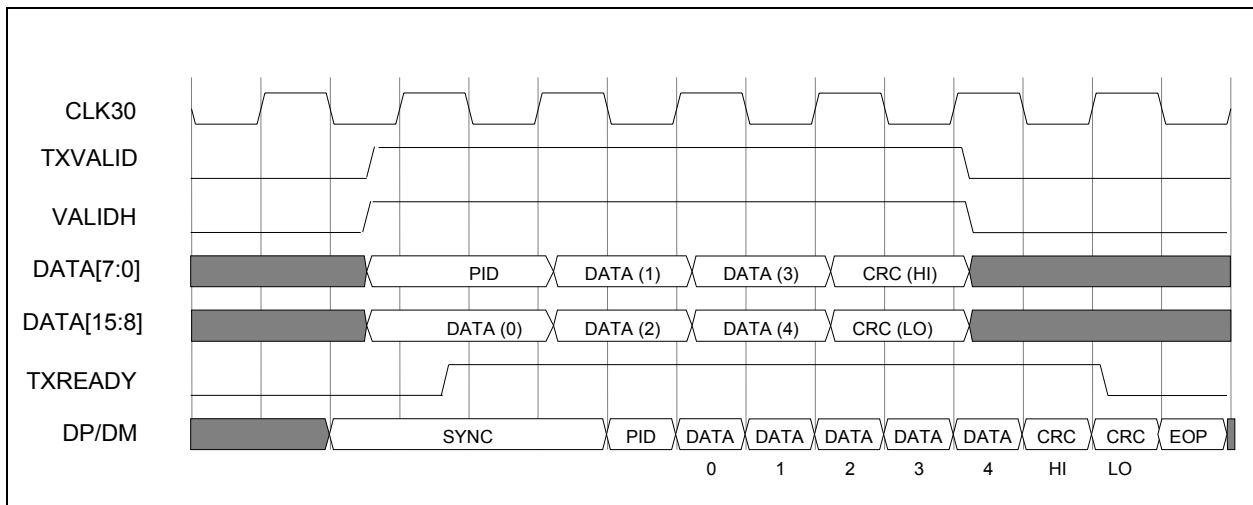 CLK30
TXVALID
VALIDH
DATA[7:0] PID DATA (1) DATA (3) CRC (HI)
DATA[15:8] DATA (0) DATA (2) DATA (4) CRC (LO)
TXREADY
DP/DM SYNC PID DATA DATA DATA DATA DATA CRC CRC EOP
0 1 2 3 4 HI LO